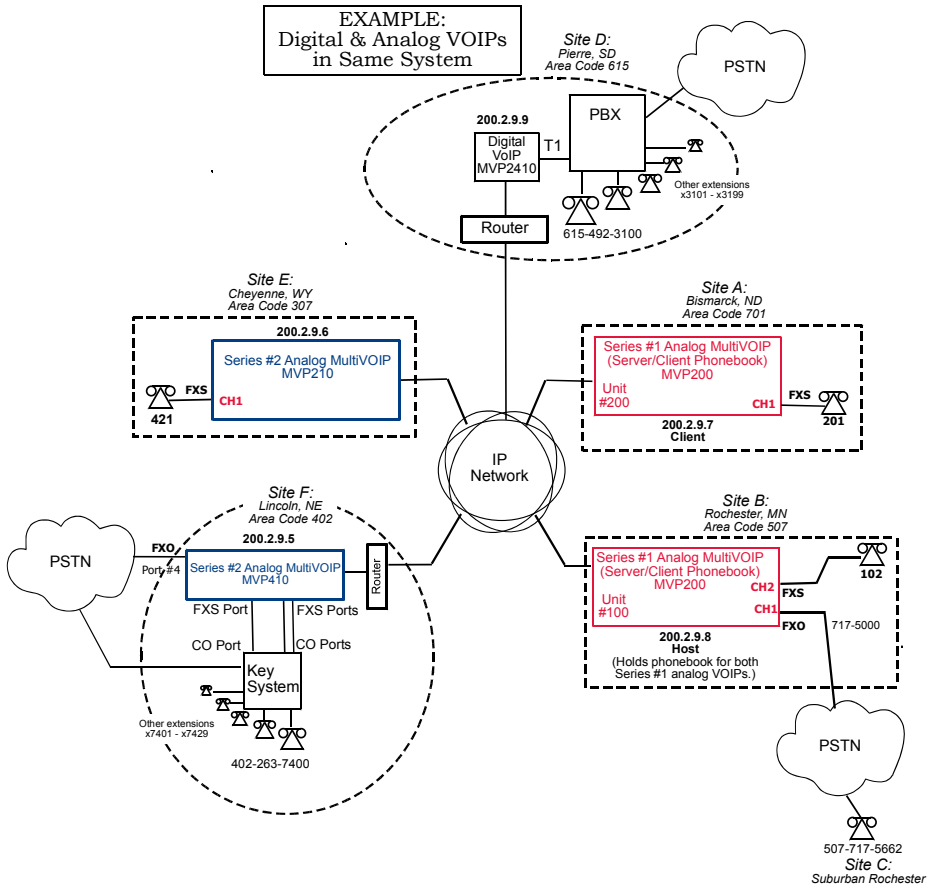 EXAMPLE:
Digital & Analog VOIPs
in Same System
Site D:
Pierre, SD
Area Code 615
PSTN
200.2.9.9
Digital
VoIP
MVP2410
T1
PBX
Other extensions
x3101 - x3199
Router
615-492-3100
Site E:
Cheyenne, WY
Area Code 307
200.2.9.6
Series #2 Analog MultiVOIP
MVP210
FXS
CH1
421
Site A:
Bismarck, ND
Area Code 701
Series #1 Analog MultiVOIP
(Server/Client Phonebook)
MVP200
Unit
#200
CH1
FXS
201
200.2.9.7
Client
IP
Network
Site F:
Lincoln, NE
Area Code 402
200.2.9.5
PSTN
FXO
Port #4
Series #2 Analog MultiVOIP
MVP410
Router
FXS Port
FXS Ports
CO Port
CO Ports
Key
System
Other extensions
x7401 - x7429
402-263-7400
Site B:
Rochester, MN
Area Code 507
Series #1 Analog MultiVOIP
(Server/Client Phonebook)
MVP200
Unit
#100
CH2
FXS
102
CH1
FXO
717-5000
200.2.9.8
Host
(Holds phonebook for both
Series #1 analog VOIPs.)
PSTN
507-717-5662
Site C:
Suburban Rochester